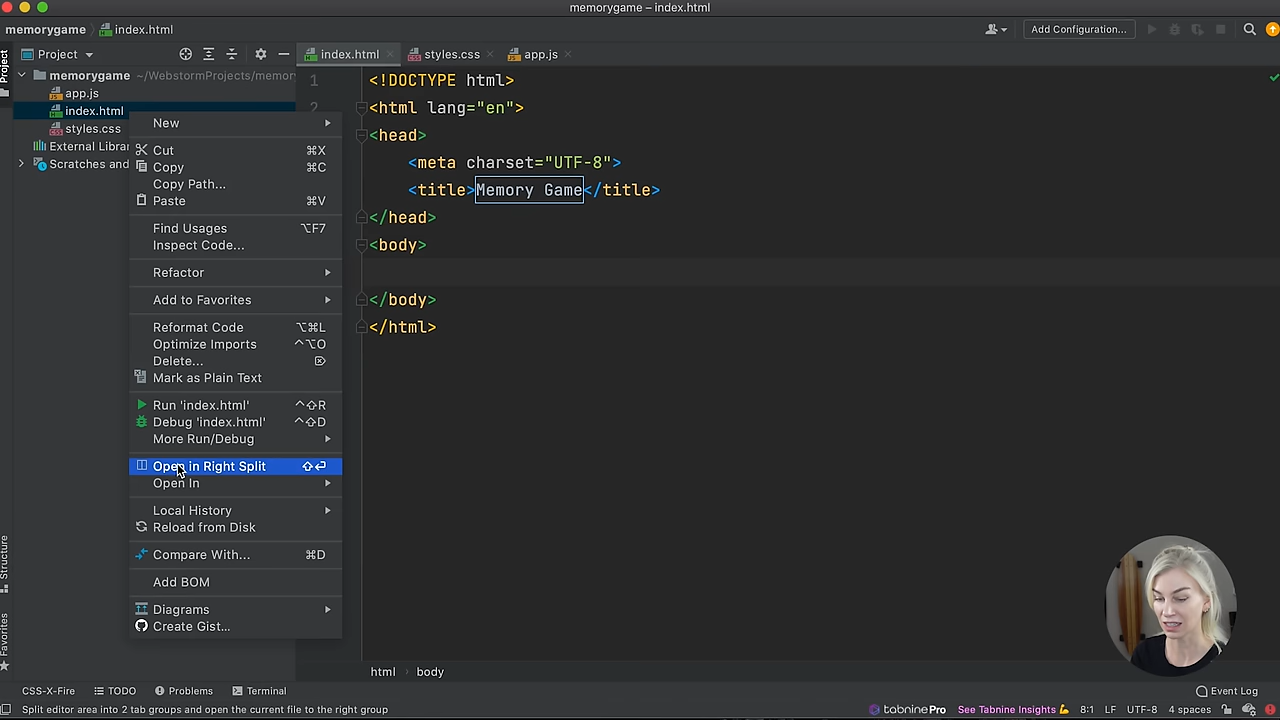 memorygame – index.html
memorygame
index.html
Add Configuration...
Project
Project
index.html
styles.css
app.js
memorygame ~/WebstormProjects/memory
app.js
index.html
styles.css
External Librar
Scratches and
1
2
<!DOCTYPE html>
<html lang="en">
<head>
<meta charset="UTF-8">
<title>Memory Game</title>
</head>
<body>
</body>
</html>
New
Cut ⌘X
Copy ⌘C
Copy Path...
Paste ⌘V
Find Usages ⌥F7
Inspect Code...
Refactor
Add to Favorites
Reformat Code ⌥⌘L
Optimize Imports ^⌥O
Delete... ⌦
Mark as Plain Text
Run 'index.html' ^⇧R
Debug 'index.html' ^⇧D
More Run/Debug
Open in Right Split ⇧⏎
Open In
Local History
Reload from Disk
Compare With... ⌘D
Add BOM
Diagrams
Create Gist...
Structure
Favorites
html › body
CSS-X-Fire
TODO
Problems
Terminal
Event Log
Split editor area into 2 tab groups and open the current file to the right group
tabninePro
See Tabnine Insights 💪
8:1
LF
UTF-8
4 spaces